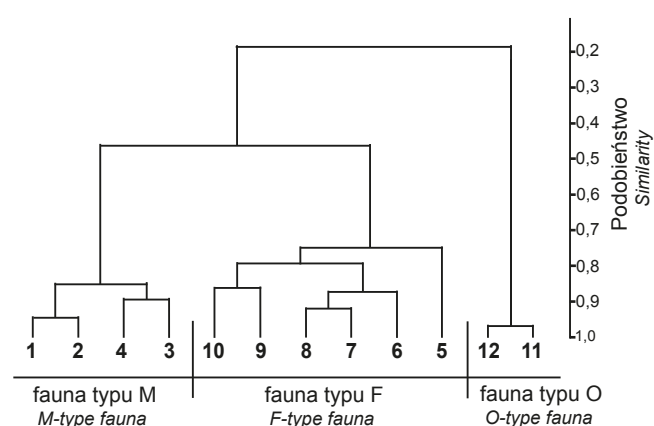 0,2
0,3
0,4
0,5
0,6
0,7
0,8
0,9
1,0
Podobieństwo
Similarity
1 2 4 3 10 9 8 7 6 5 12 11
fauna typu M fauna typu F fauna typu O
M-type fauna F-type fauna O-type fauna